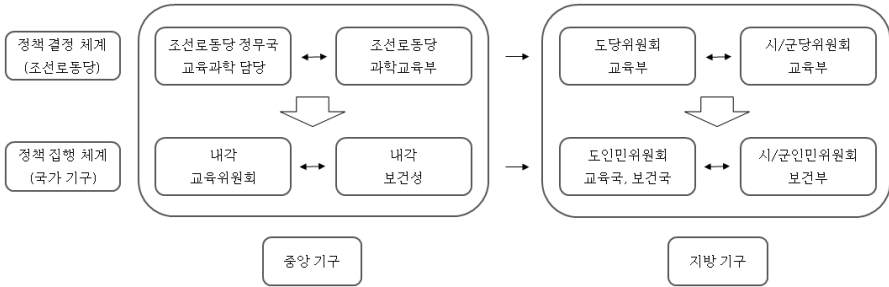 정책 결정 체계
(조선로동당)
조선로동당 정무국
교육과학 담당
조선로동당
과학교육부
도당위원회
교육부
시/군당위원회
교육부
정책 집행 체계
(국가 기구)
내각
교육위원회
내각
보건성
도인민위원회
교육국, 보건국
시/군인민위원회
보건부
중앙 기구
지방 기구